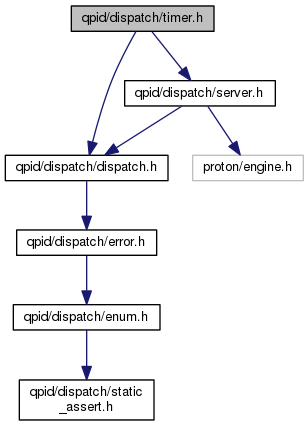 qpid/dispatch/timer.h
qpid/dispatch/server.h
qpid/dispatch/dispatch.h
proton/engine.h
qpid/dispatch/error.h
qpid/dispatch/enum.h
qpid/dispatch/static
_assert.h